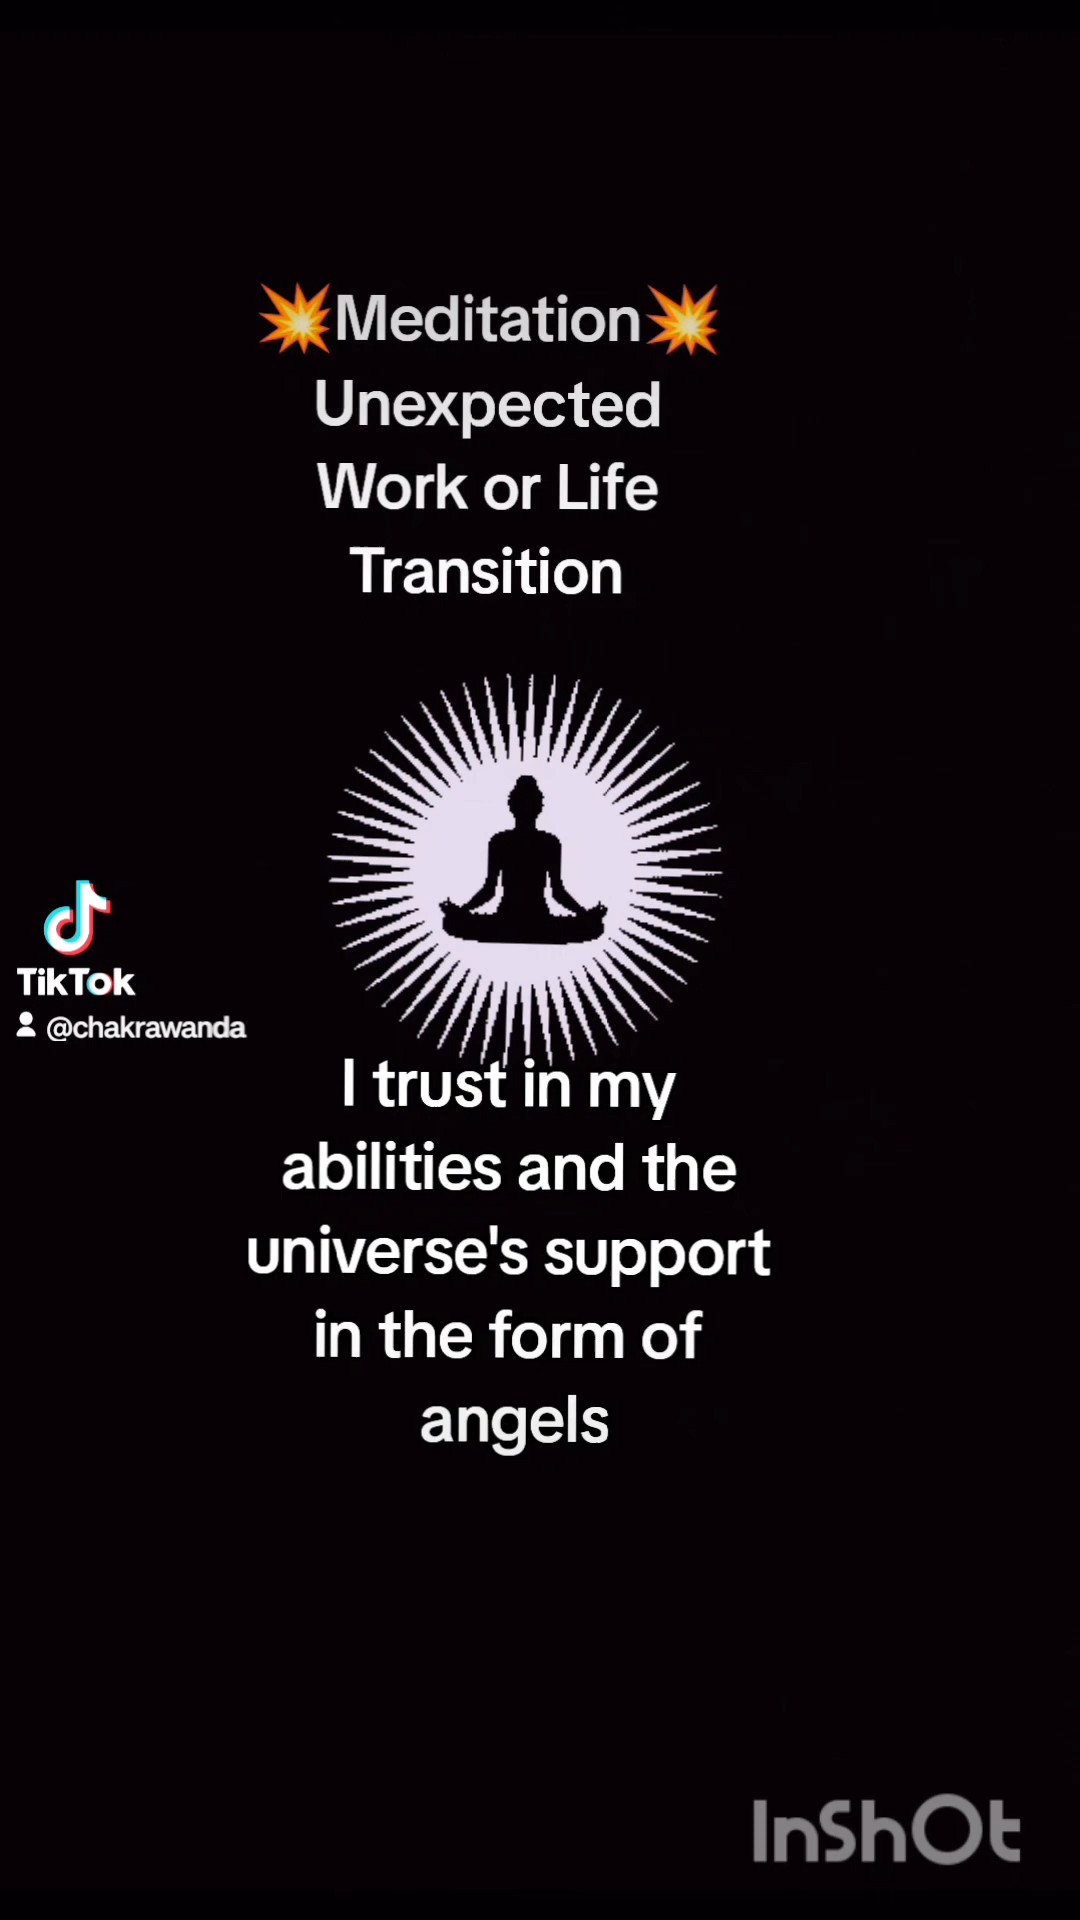 💥Meditation💥
Unexpected
Work or Life
Transition
TikTok
@chakrawanda
I trust in my
abilities and the
universe's support
in the form of
angels
InShOt